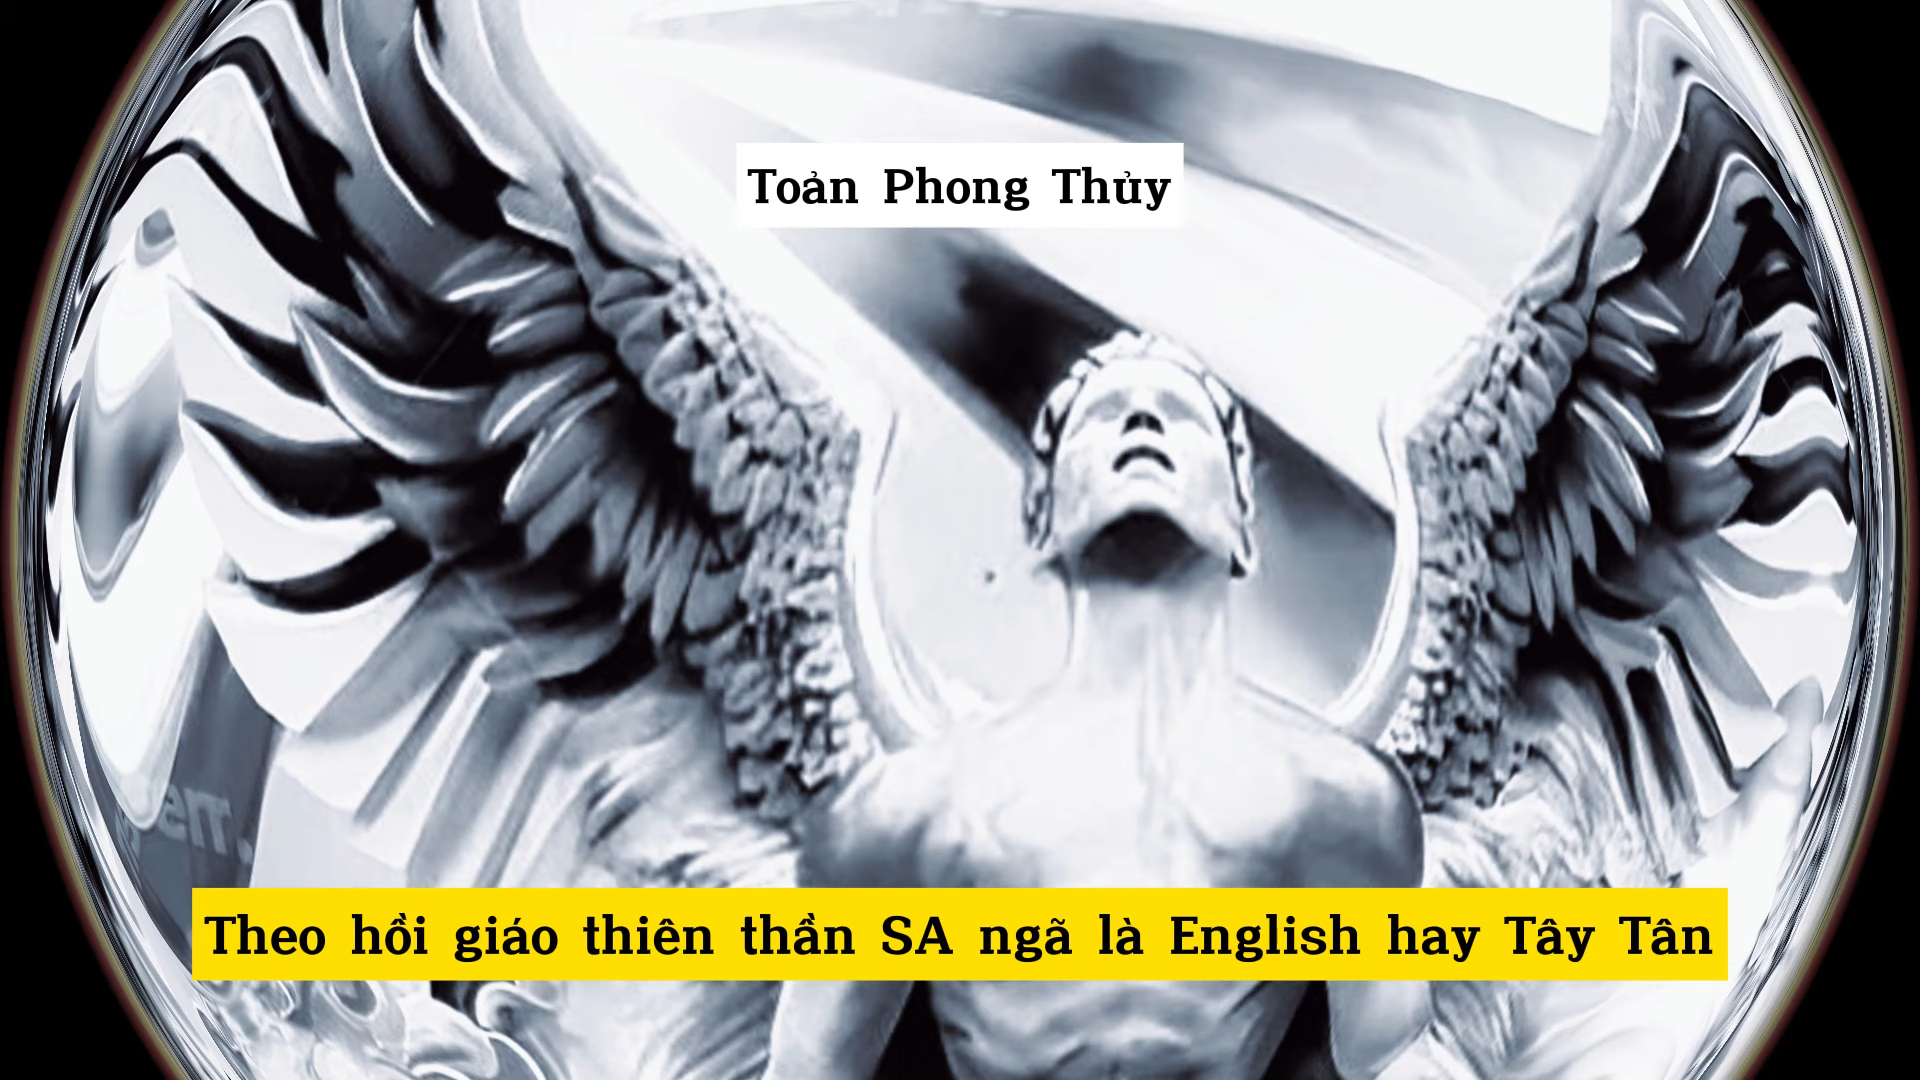 Toản Phong Thủy
Theo hồi giáo thiên thần SA ngã là English hay Tây Tân